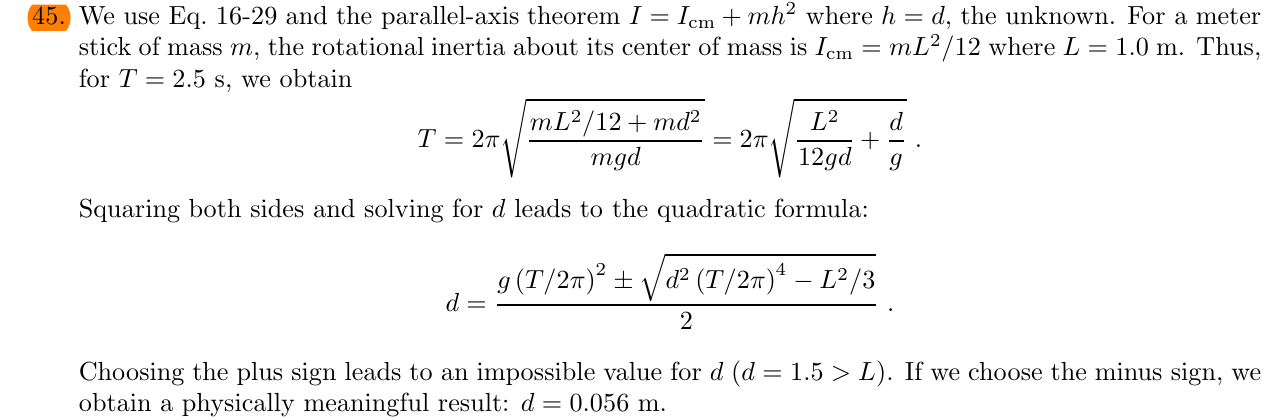 45. We use Eq. 16-29 and the parallel-axis theorem I = I_cm + mh² where h = d, the unknown. For a meter
stick of mass m, the rotational inertia about its center of mass is I_cm = mL²/12 where L = 1.0 m. Thus,
for T = 2.5 s, we obtain
T = 2π√((mL²/12 + md²)/(mgd)) = 2π√(L²/(12gd) + d/g) .
Squaring both sides and solving for d leads to the quadratic formula:
d = (g (T/2π)² ± √(d² (T/2π)⁴ − L²/3))/2 .
Choosing the plus sign leads to an impossible value for d (d = 1.5 > L). If we choose the minus sign, we
obtain a physically meaningful result: d = 0.056 m.